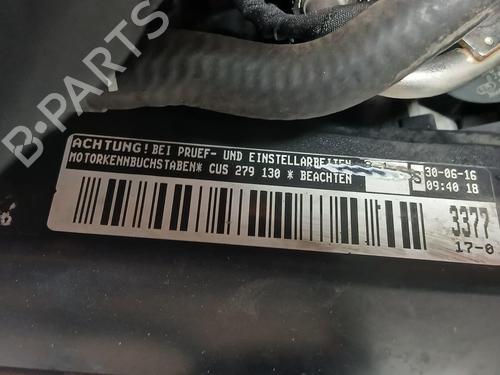 B-PARTS
ACHTUNG! BEI PRUEF- UND EINSTELLARBEITEN
MOTORKENNBUCHSTABEN* CUS 279 130 * BEACHTEN
30-06-16
09:40 18
3377
17-0